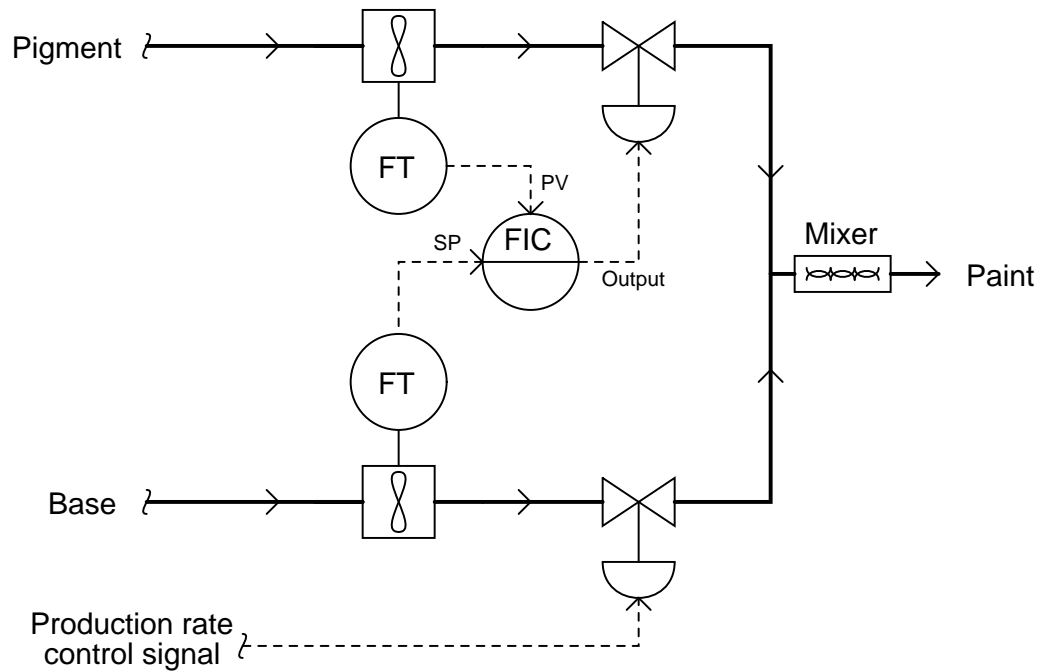 Pigment
FT
PV
SP
FIC
Output
Mixer
Paint
FT
Base
Production rate
control signal